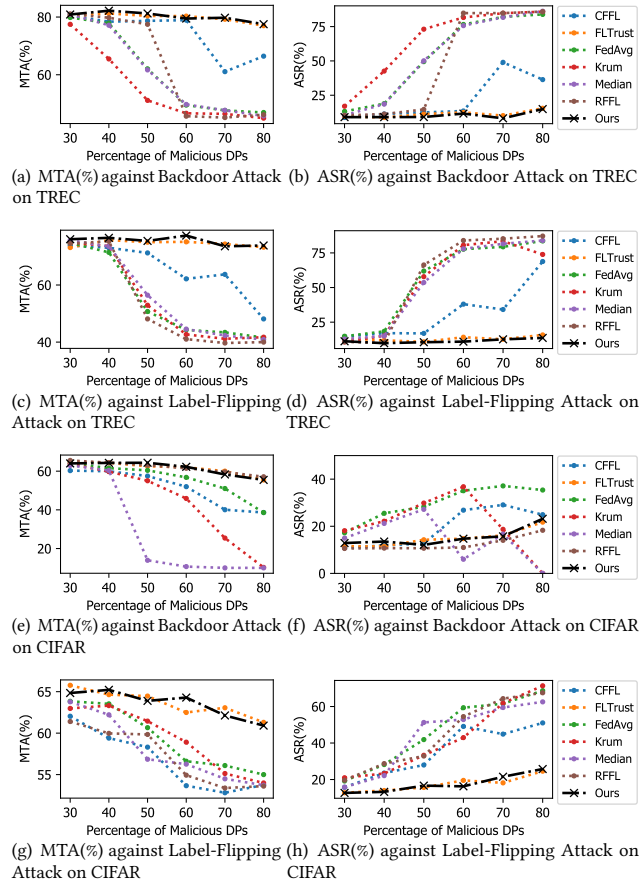 80
60
MTA(%)
30 40 50 60 70 80
Percentage of Malicious DPs
75
50
25
ASR(%)
30 40 50 60 70 80
Percentage of Malicious DPs
CFFL
FLTrust
FedAvg
Krum
Median
RFFL
Ours
(a) MTA(%) against Backdoor Attack
on TREC
(b) ASR(%) against Backdoor Attack on TREC
60
40
MTA(%)
30 40 50 60 70 80
Percentage of Malicious DPs
75
50
25
ASR(%)
30 40 50 60 70 80
Percentage of Malicious DPs
CFFL
FLTrust
FedAvg
Krum
Median
RFFL
Ours
(c) MTA(%) against Label-Flipping
Attack on TREC
(d) ASR(%) against Label-Flipping Attack on
TREC
60
40
20
MTA(%)
30 40 50 60 70 80
Percentage of Malicious DPs
40
20
0
ASR(%)
30 40 50 60 70 80
Percentage of Malicious DPs
CFFL
FLTrust
FedAvg
Krum
Median
RFFL
Ours
(e) MTA(%) against Backdoor Attack
on CIFAR
(f) ASR(%) against Backdoor Attack on CIFAR
65
60
55
MTA(%)
30 40 50 60 70 80
Percentage of Malicious DPs
60
40
20
ASR(%)
30 40 50 60 70 80
Percentage of Malicious DPs
CFFL
FLTrust
FedAvg
Krum
Median
RFFL
Ours
(g) MTA(%) against Label-Flipping
Attack on CIFAR
(h) ASR(%) against Label-Flipping Attack on
CIFAR